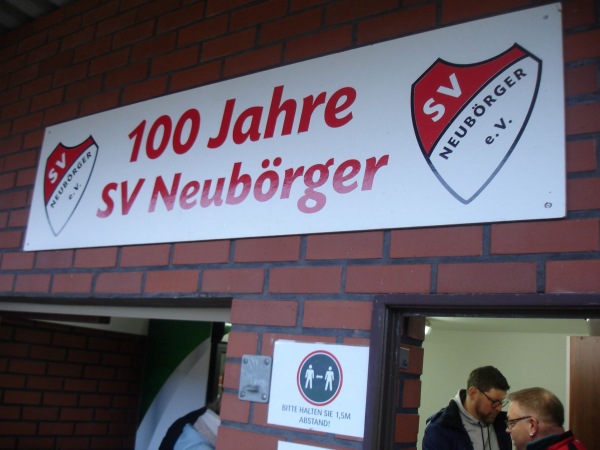 100 Jahre
SV Neubörger
SV
NEUBÖRGER
e. V.
SV
NEUBÖRGER
e. V.
BITTE HALTEN SIE 1,5M
ABSTAND!